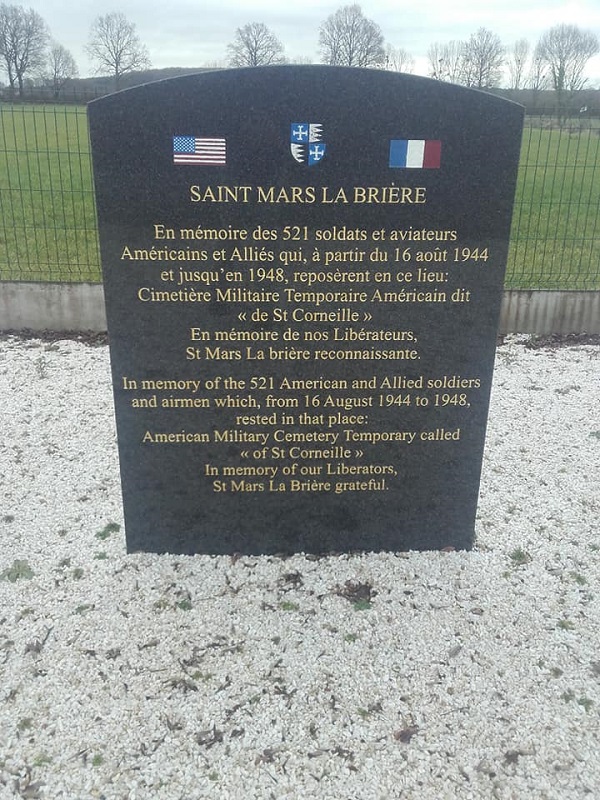 SAINT MARS LA BRIÈRE
En mémoire des 521 soldats et aviateurs
Américains et Alliés qui, à partir du 16 août 1944
et jusqu'en 1948, reposèrent en ce lieu:
Cimetière Militaire Temporaire Américain dit
« de St Corneille »
En mémoire de nos Libérateurs,
St Mars La brière reconnaissante.
In memory of the 521 American and Allied soldiers
and airmen which, from 16 August 1944 to 1948,
rested in that place:
American Military Cemetery Temporary called
« of St Corneille »
In memory of our Liberators,
St Mars La Brière grateful.